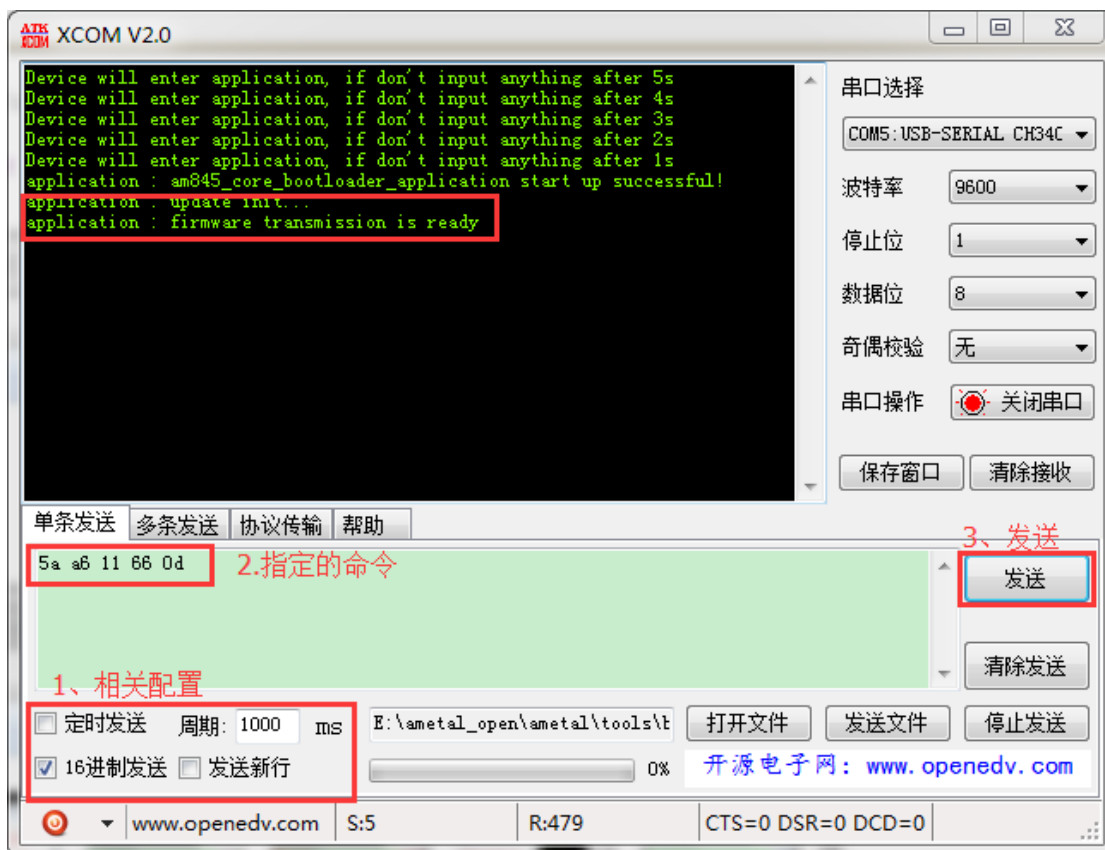 ATK XCOM XCOM V2.0
Device will enter application, if don't input anything after 5s
Device will enter application, if don't input anything after 4s
Device will enter application, if don't input anything after 3s
Device will enter application, if don't input anything after 2s
Device will enter application, if don't input anything after 1s
application : am845_core_bootloader_application start up successful!
application : update init...
application : firmware transmission is ready
串口选择
COM5:USB-SERIAL CH34C
波特率 9600
停止位 1
数据位 8
奇偶校验 无
串口操作 关闭串口
保存窗口 清除接收
单条发送 多条发送 协议传输 帮助
3、发送
5a a6 11 66 0d 2.指定的命令
发送
清除发送
1、相关配置
定时发送 周期: 1000 ms E:\ametal_open\ametal\tools\t 打开文件 发送文件 停止发送
16进制发送 发送新行 0% 开源电子网: www.openedv.com
www.openedv.com S:5 R:479 CTS=0 DSR=0 DCD=0